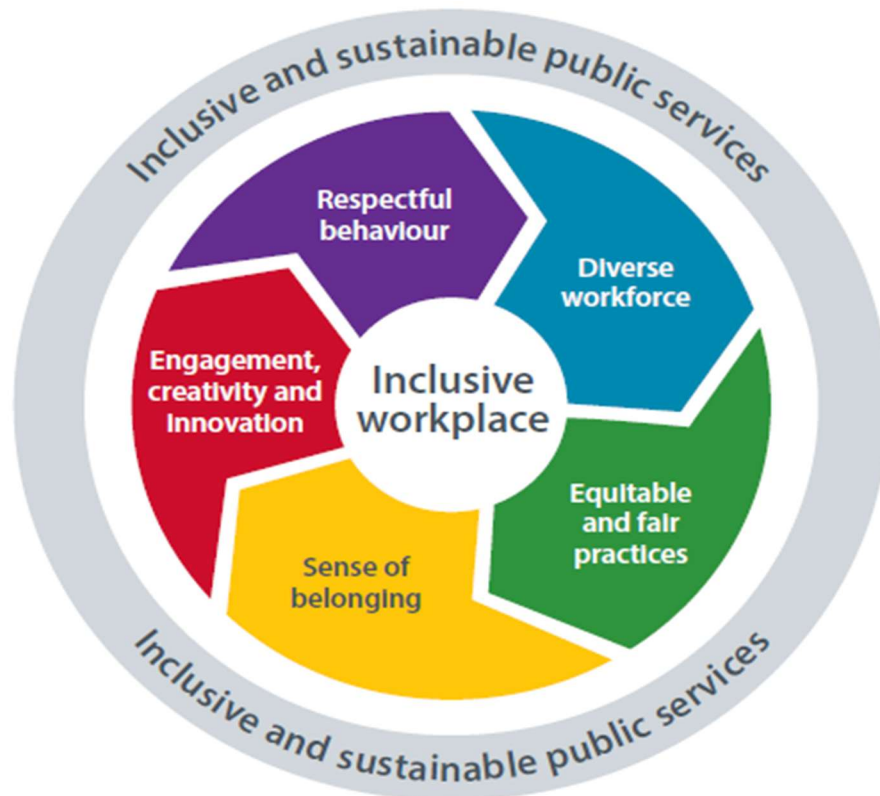 Inclusive and sustainable public services
Respectful
behaviour
Diverse
workforce
Engagement,
creativity and
innovation
Inclusive
workplace
Equitable
and fair
practices
Sense of
belonging
Inclusive and sustainable public services